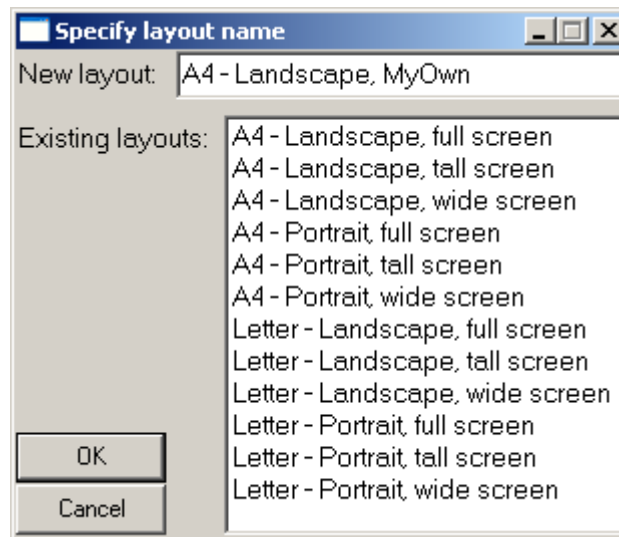 Specify layout name
New layout: A4 - Landscape, MyOwn
Existing layouts:
A4 - Landscape, full screen
A4 - Landscape, tall screen
A4 - Landscape, wide screen
A4 - Portrait, full screen
A4 - Portrait, tall screen
A4 - Portrait, wide screen
Letter - Landscape, full screen
Letter - Landscape, tall screen
Letter - Landscape, wide screen
Letter - Portrait, full screen
Letter - Portrait, tall screen
Letter - Portrait, wide screen
OK
Cancel